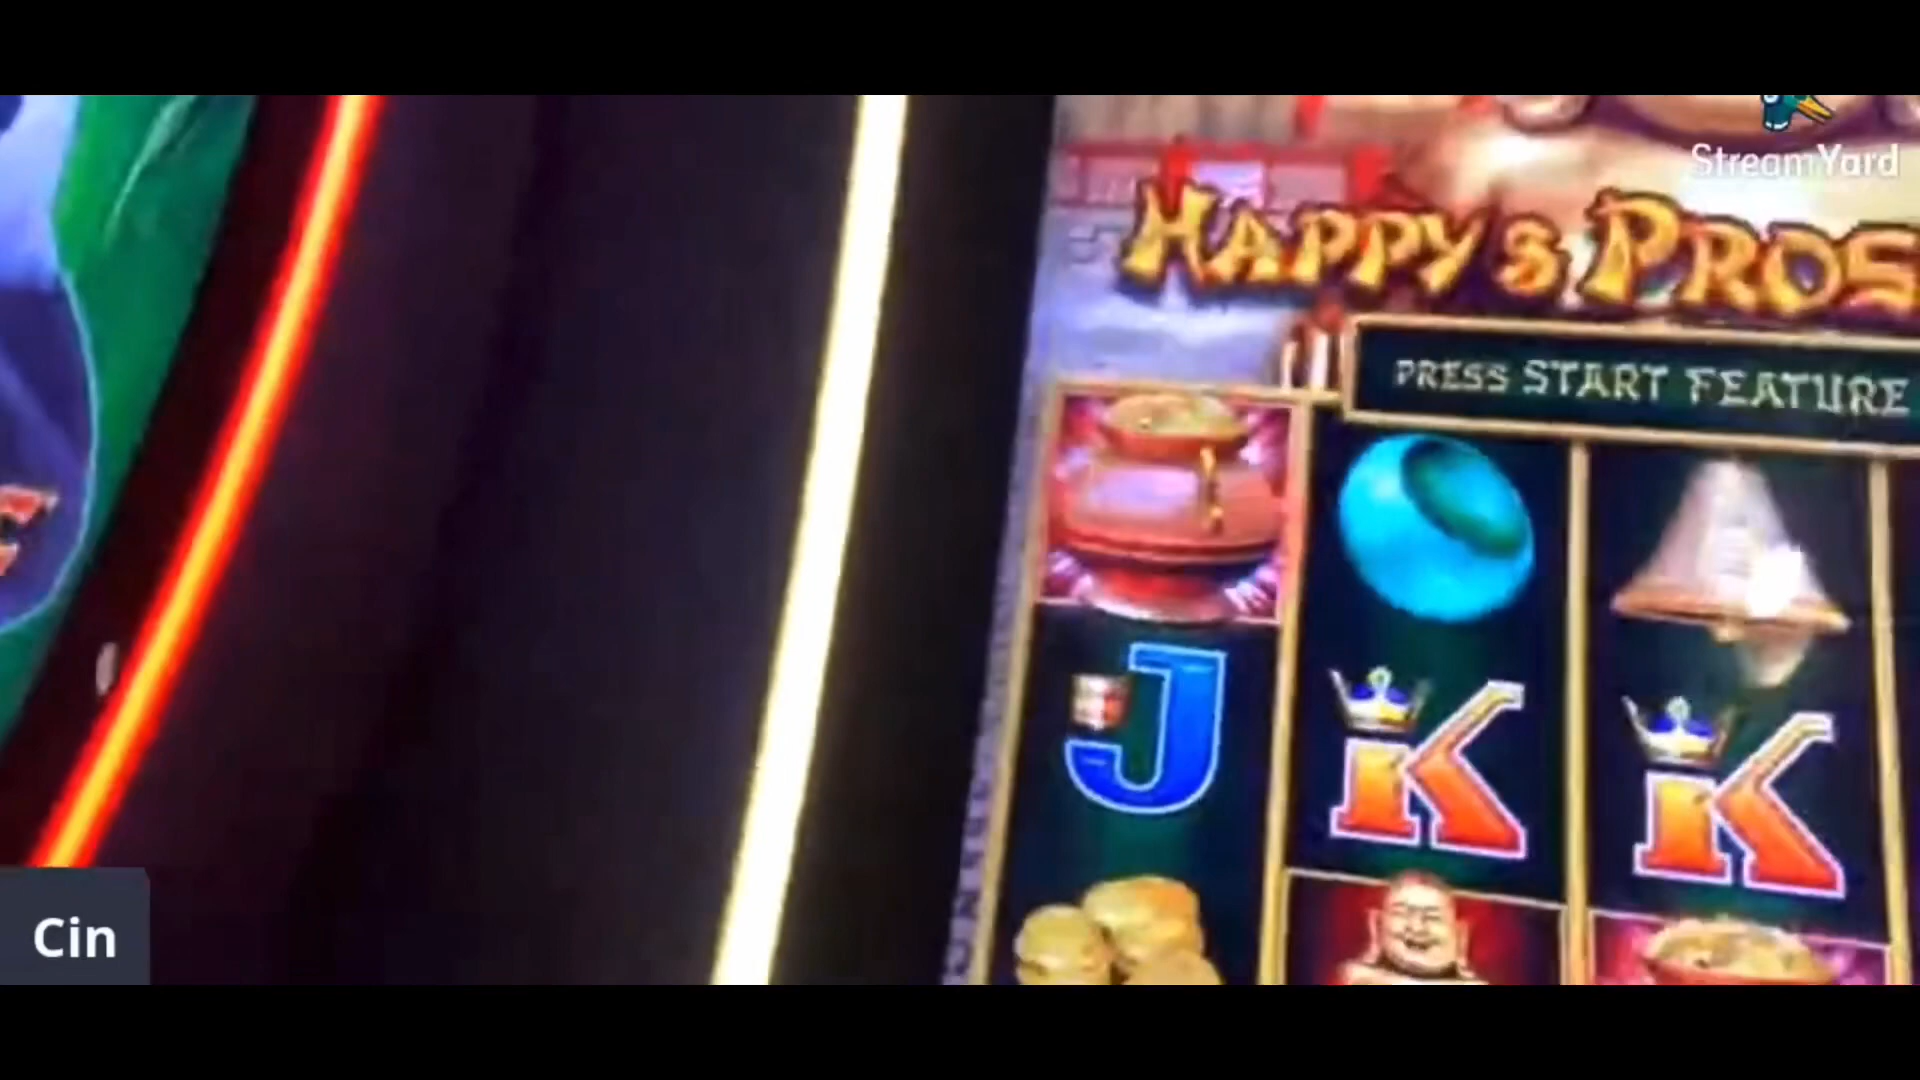 StreamYard
HAPPY & PROS
PRESS START FEATURE
J
K
K
Cin